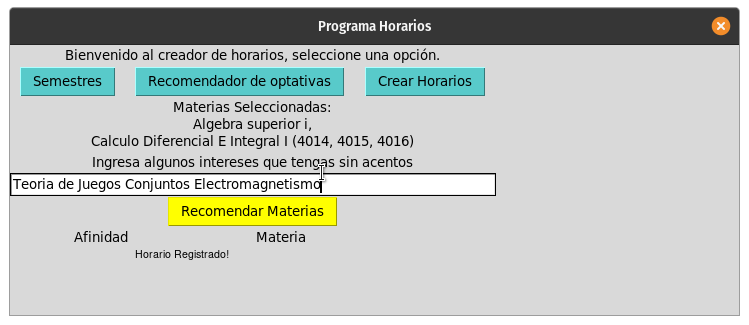 Programa Horarios
Bienvenido al creador de horarios, seleccione una opción.
Semestres Recomendador de optativas Crear Horarios
Materias Seleccionadas:
Algebra superior i,
Calculo Diferencial E Integral I (4014, 4015, 4016)
Ingresa algunos intereses que tengas sin acentos
Teoria de Juegos Conjuntos Electromagnetismo
Recomendar Materias
Afinidad Materia
Horario Registrado!